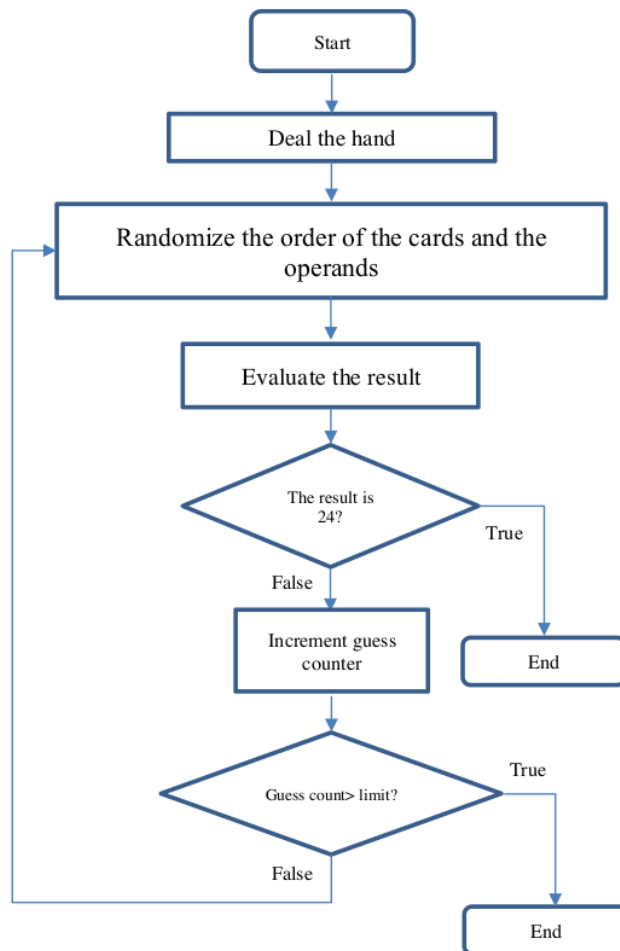 Start
Deal the hand
Randomize the order of the cards and the
operands
Evaluate the result
The result is
24?
True
False
Increment guess
counter
End
Guess count> limit?
True
False
End